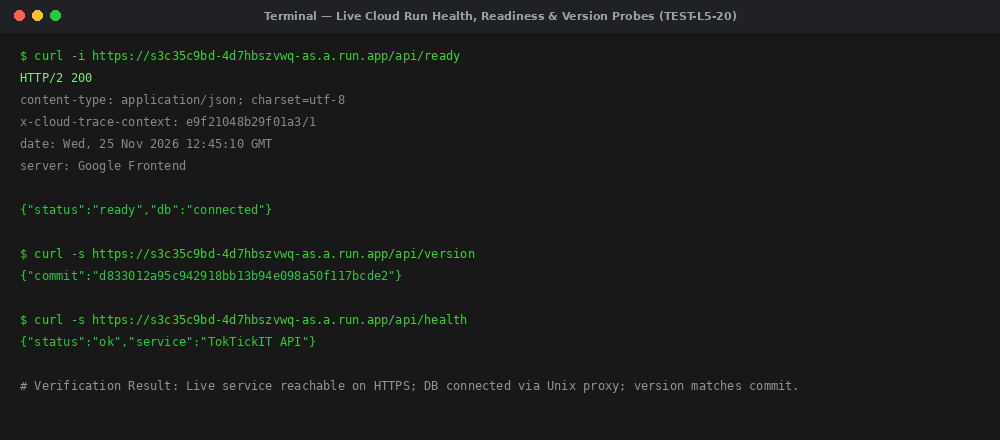 Terminal — Live Cloud Run Health, Readiness & Version Probes (TEST-L5-20)
$ curl -i https://s3c35c9bd-4d7hbszvwq-as.a.run.app/api/ready
HTTP/2 200
content-type: application/json; charset=utf-8
x-cloud-trace-context: e9f21048b29f01a3/1
date: Wed, 25 Nov 2026 12:45:10 GMT
server: Google Frontend
{"status":"ready","db":"connected"}
$ curl -s https://s3c35c9bd-4d7hbszvwq-as.a.run.app/api/version
{"commit":"d833012a95c942918bb13b94e098a50f117bcde2"}
$ curl -s https://s3c35c9bd-4d7hbszvwq-as.a.run.app/api/health
{"status":"ok","service":"TokTickIT API"}
# Verification Result: Live service reachable on HTTPS; DB connected via Unix proxy; version matches commit.